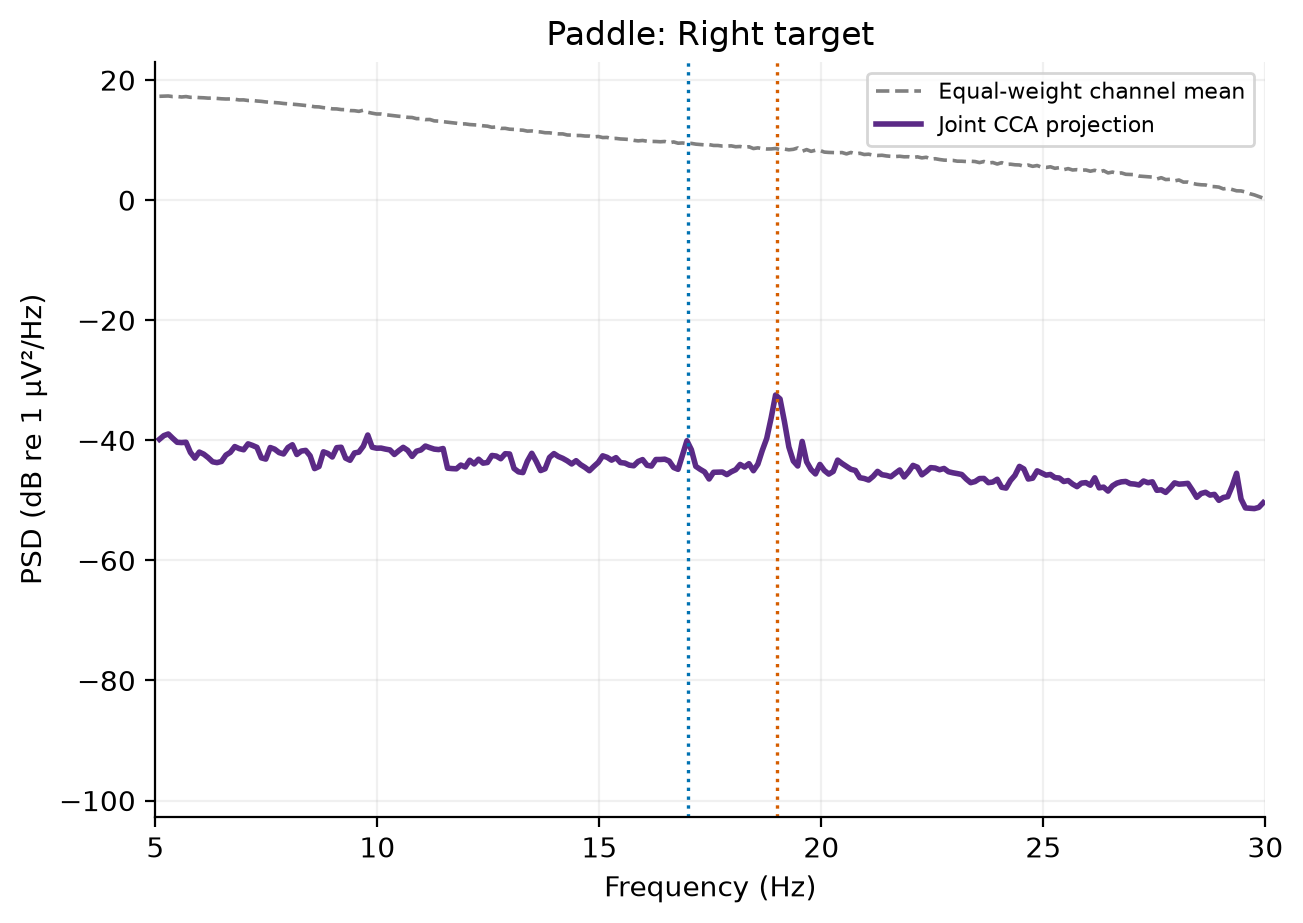 Paddle: Right target
20
0
−20
−40
−60
−80
−100
PSD (dB re 1 µV²/Hz)
Equal-weight channel mean
Joint CCA projection
5 10 15 20 25 30
Frequency (Hz)